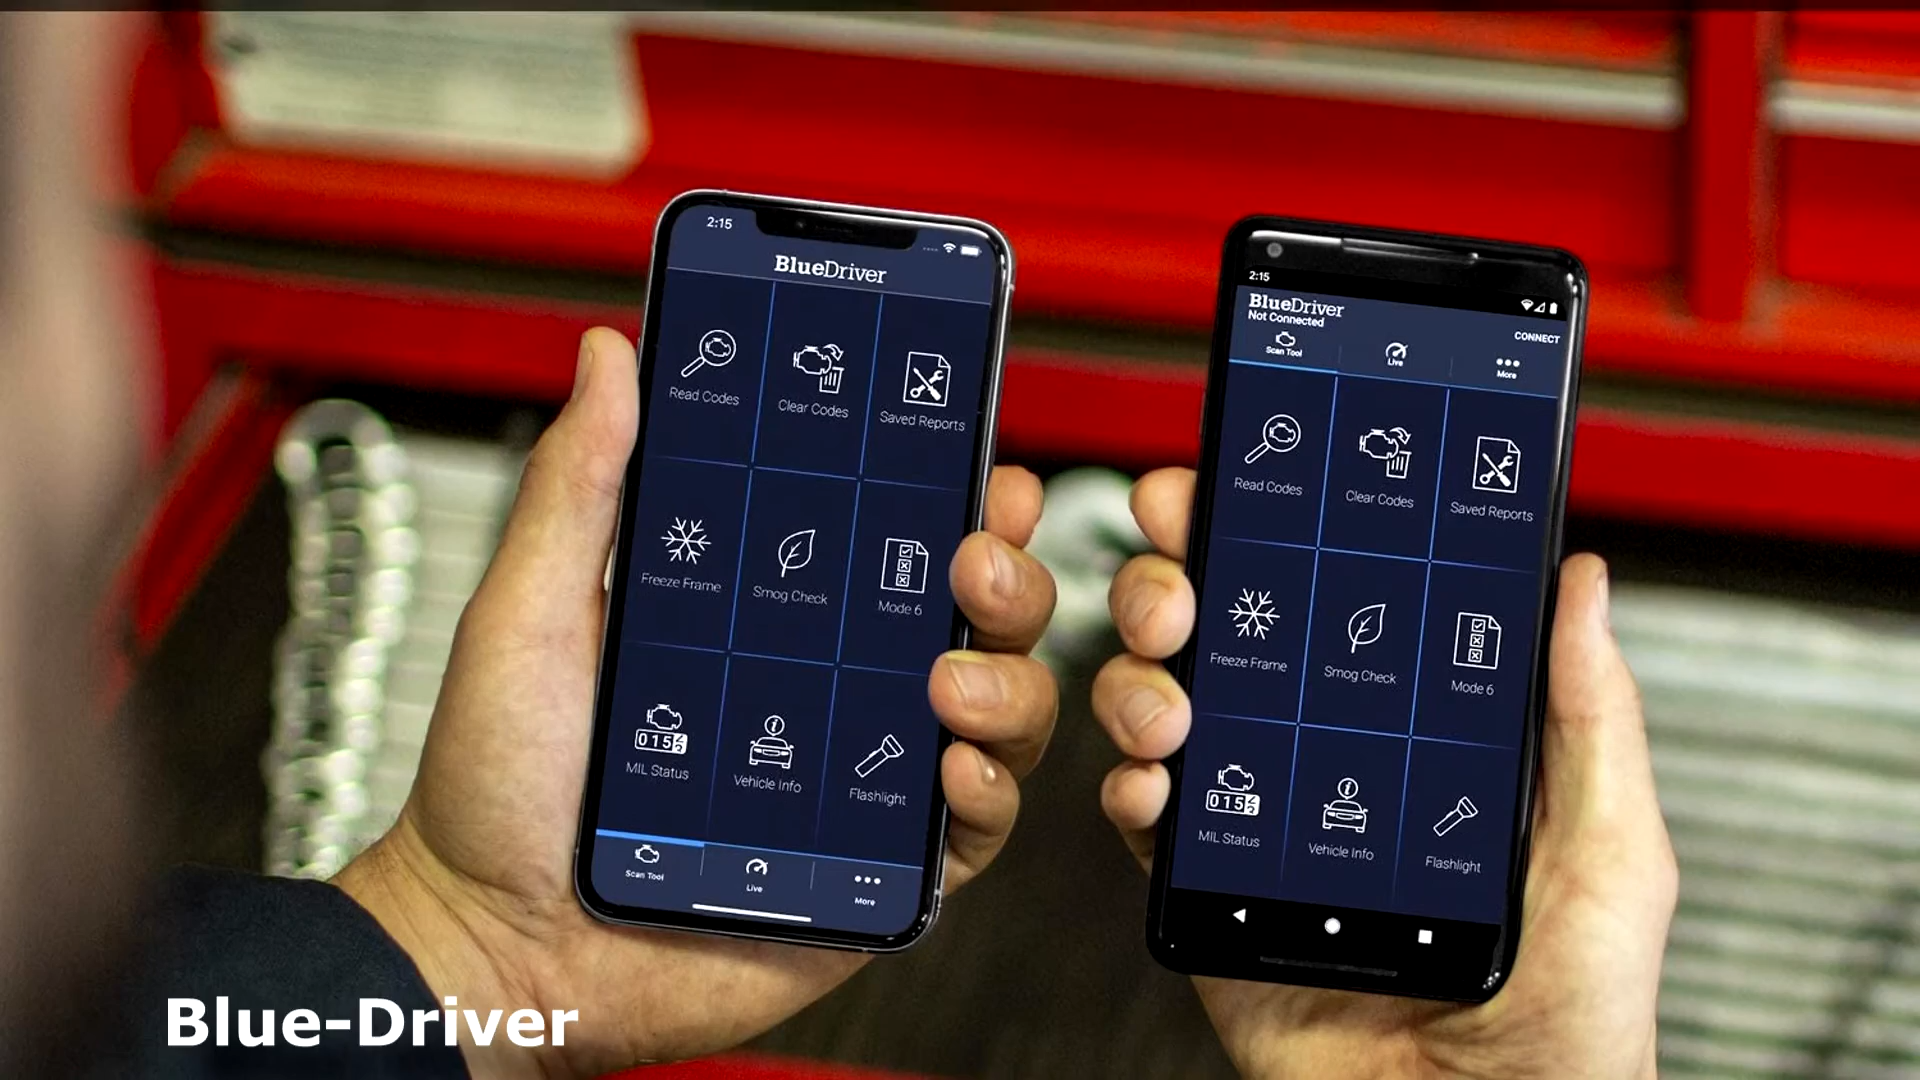 2:15
BlueDriver
Read Codes
Clear Codes
Saved Reports
Freeze Frame
Smog Check
Mode 6
MIL Status
Vehicle Info
Flashlight
Scan Tool
Live
More
2:15
BlueDriver
Not Connected
CONNECT
Scan Tool
Live
More
Read Codes
Clear Codes
Saved Reports
Freeze Frame
Smog Check
Mode 6
MIL Status
Vehicle Info
Flashlight
Blue-Driver